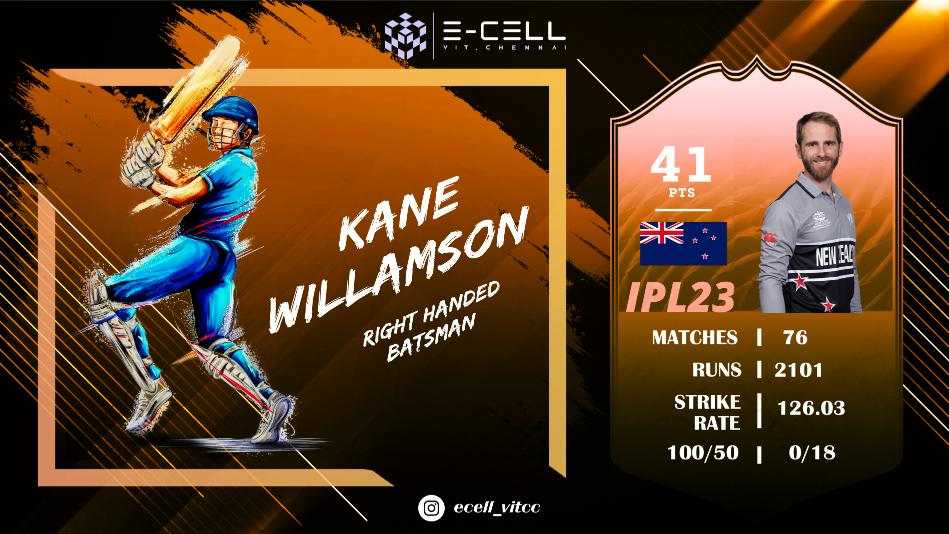 E-CELL
VIT, CHENNAI
KANE
WILLAMSON
RIGHT HANDED
BATSMAN
41
PTS
IPL23
NEW ZEAL
MATCHES | 76
RUNS | 2101
STRIKE
RATE | 126.03
100/50 | 0/18
ecell_vitcc